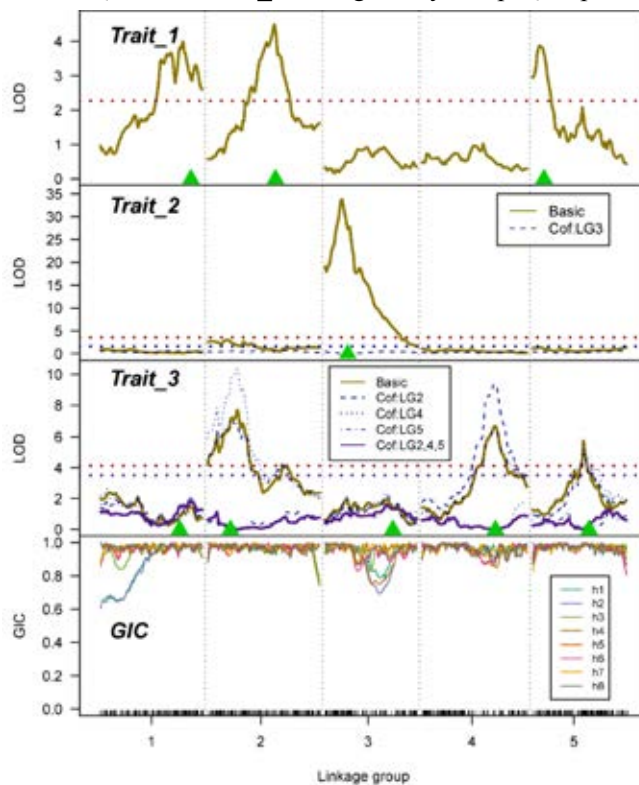 Trait_1
LOD
4
3
2
1
0
Trait_2
LOD
35
30
25
20
15
10
5
0
Basic
Cof:LG3
Trait_3
LOD
10
8
6
4
2
0
Basic
Cof:LG2
Cof:LG4
Cof:LG5
Cof:LG2,4,5
GIC
GIC
1.0
0.8
0.6
0.4
0.2
0.0
h1
h2
h3
h4
h5
h6
h7
h8
1 2 3 4 5
Linkage group